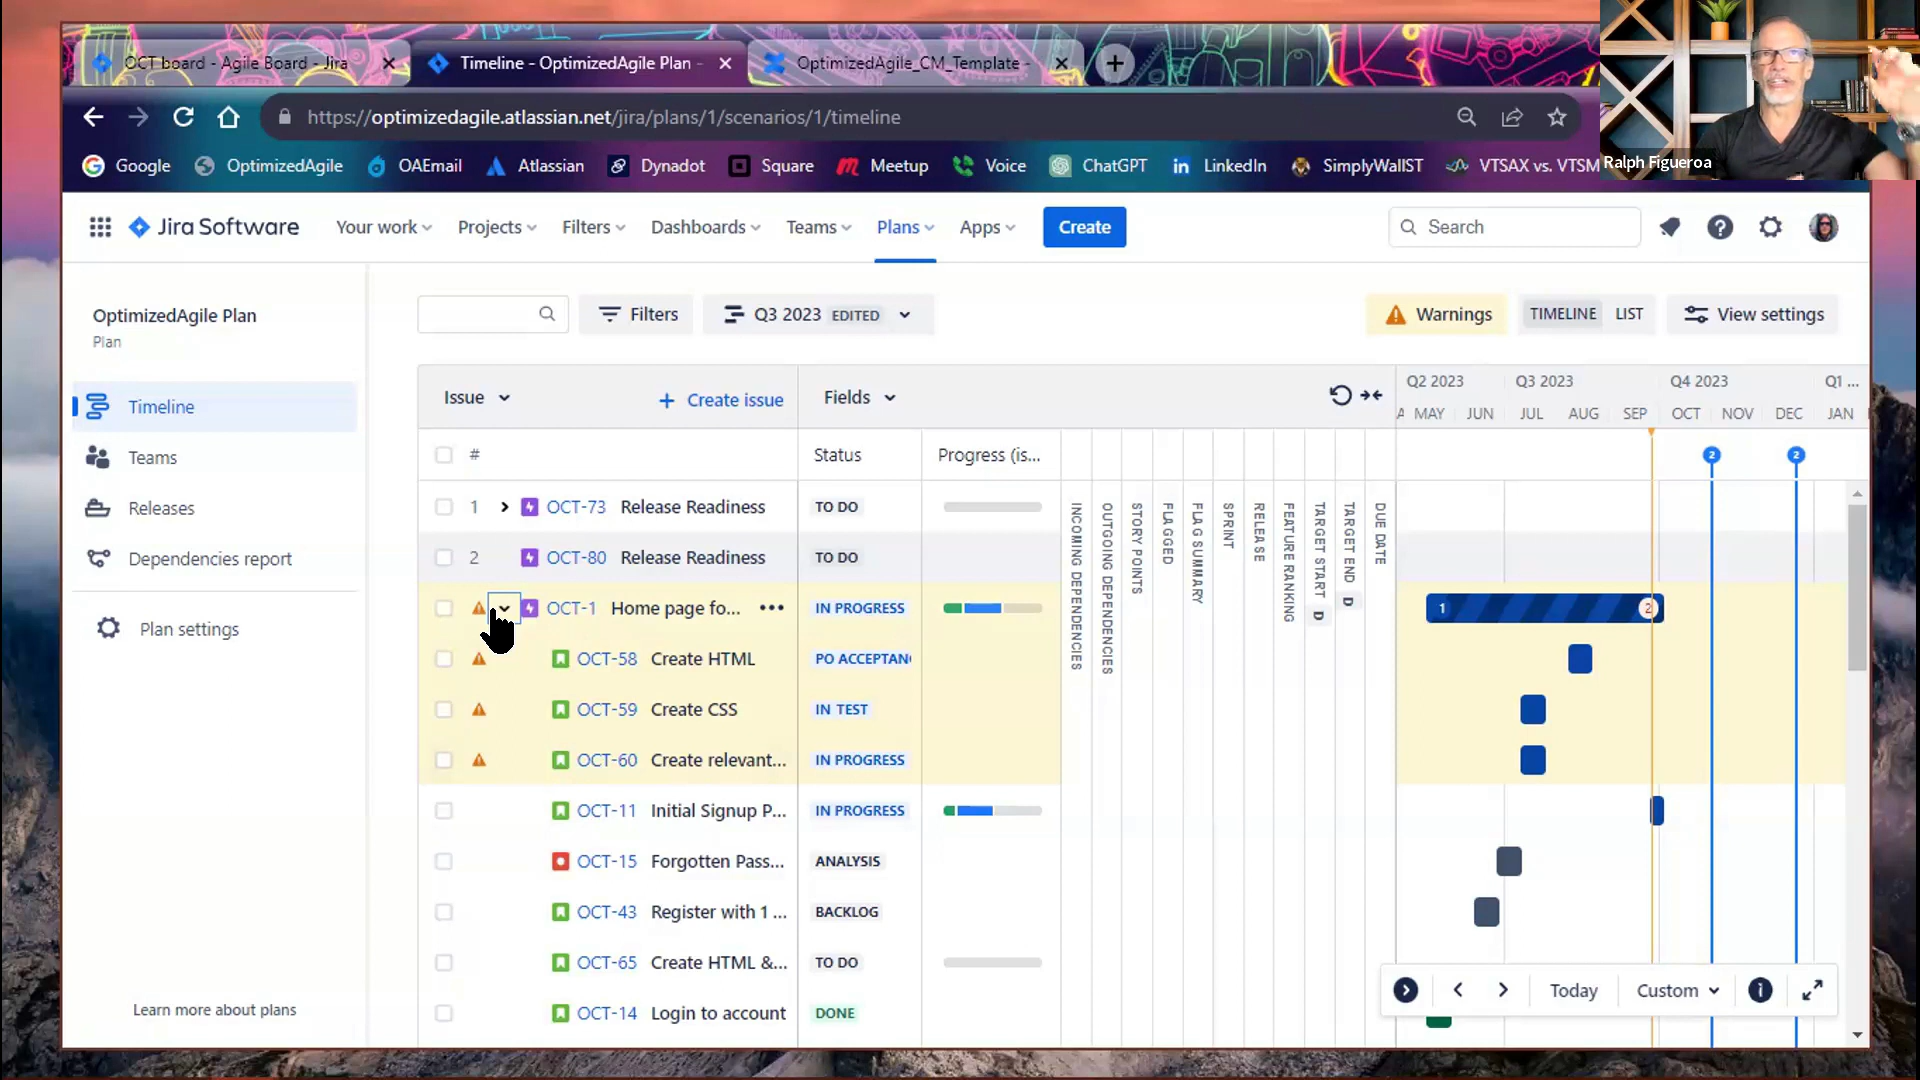 OCT board - Agile Board - Jira
Timeline - OptimizedAgile Plan -
OptimizedAgile_CM_Template -
https://optimizedagile.atlassian.net/jira/plans/1/scenarios/1/timeline
Google OptimizedAgile OAEmail Atlassian Dynadot Square Meetup Voice ChatGPT LinkedIn SimplyWallST VTSAX vs. VTSM
Ralph Figueroa
Jira Software Your work Projects Filters Dashboards Teams Plans Apps Create Search
OptimizedAgile Plan
Plan
Timeline
Teams
Releases
Dependencies report
Plan settings
Learn more about plans
Filters Q3 2023 EDITED Warnings TIMELINE LIST View settings
Issue + Create issue Fields
Q2 2023 Q3 2023 Q4 2023 Q1 ...
A MAY JUN JUL AUG SEP OCT NOV DEC JAN
# Status Progress (is...
2 2
INCOMING DEPENDENCIES
OUTGOING DEPENDENCIES
STORY POINTS
FLAGGED
FLAG SUMMARY
SPRINT
RELEASE
FEATURE RANKING
TARGET START D
TARGET END D
DUE DATE
1 OCT-73 Release Readiness TO DO
2 OCT-80 Release Readiness TO DO
OCT-1 Home page fo... ••• IN PROGRESS 1 2
OCT-58 Create HTML PO ACCEPTAN
OCT-59 Create CSS IN TEST
OCT-60 Create relevant... IN PROGRESS
OCT-11 Initial Signup P... IN PROGRESS
OCT-15 Forgotten Pass... ANALYSIS
OCT-43 Register with 1 ... BACKLOG
OCT-65 Create HTML &... TO DO
OCT-14 Login to account DONE
Today Custom